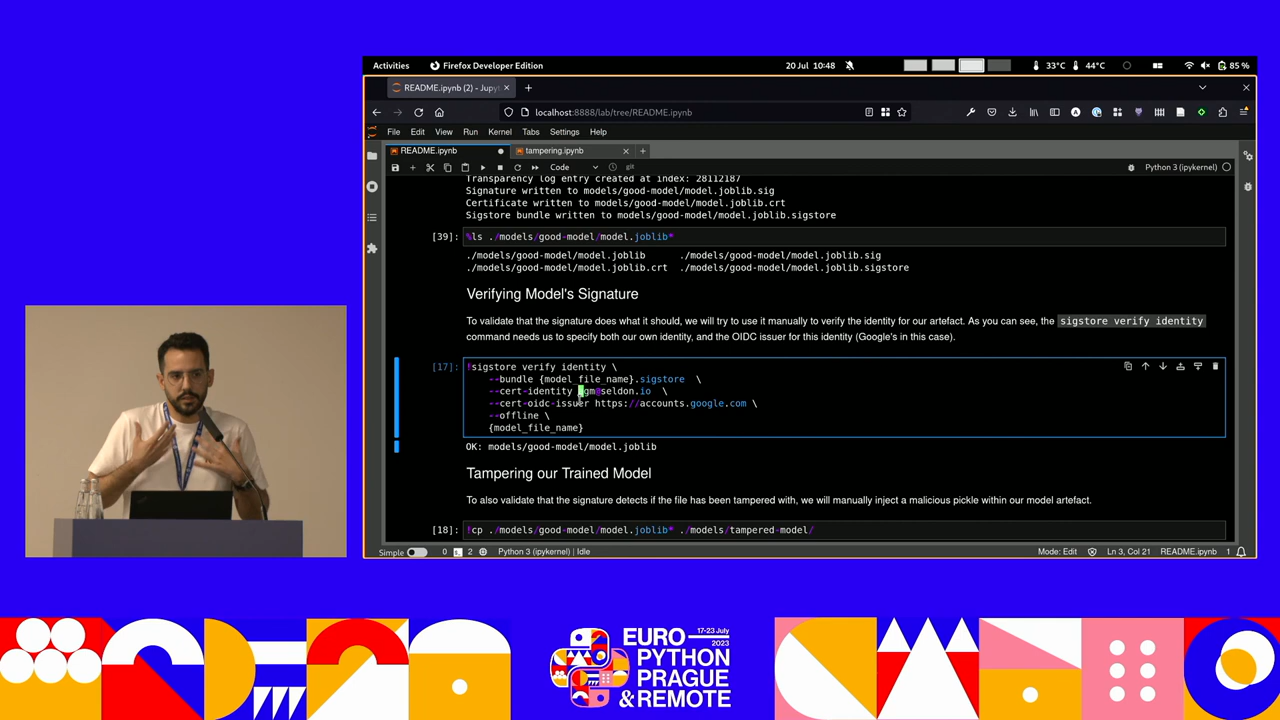 Activities
Firefox Developer Edition
20 Jul 10:48
33°C
44°C
85 %
README.ipynb (2) - Jupyt
localhost:8888/lab/tree/README.ipynb
File Edit View Run Kernel Tabs Settings Help
README.ipynb
tampering.ipynb
Code
git
Python 3 (ipykernel)
Transparency log entry created at index: 28112187
Signature written to models/good-model/model.joblib.sig
Certificate written to models/good-model/model.joblib.crt
Sigstore bundle written to models/good-model/model.joblib.sigstore
[39]: %ls ./models/good-model/model.joblib*
./models/good-model/model.joblib ./models/good-model/model.joblib.sig
./models/good-model/model.joblib.crt ./models/good-model/model.joblib.sigstore
Verifying Model's Signature
To validate that the signature does what it should, we will try to use it manually to verify the identity for our artefact. As you can see, the sigstore verify identity
command needs us to specify both our own identity, and the OIDC issuer for this identity (Google's in this case).
[17]: !sigstore verify identity \
--bundle {model_file_name}.sigstore \
--cert-identity gm@seldon.io \
--cert-oidc-issuer https://accounts.google.com \
--offline \
{model_file_name}
OK: models/good-model/model.joblib
Tampering our Trained Model
To also validate that the signature detects if the file has been tampered with, we will manually inject a malicious pickle within our model artefact.
[18]: !cp ./models/good-model/model.joblib* ./models/tampered-model/
Simple 0 2 Python 3 (ipykernel) | Idle Mode: Edit Ln 3, Col 21 README.ipynb 1
EURO 17-23 July
2023
PYTHON
PRAGUE
& REMOTE